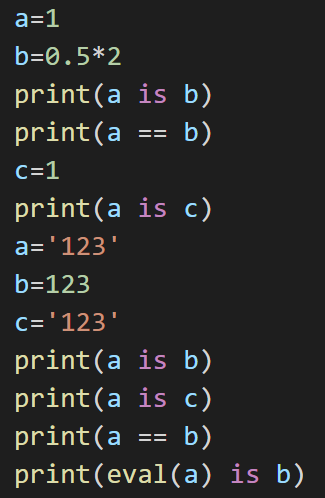 a=1
b=0.5*2
print(a is b)
print(a == b)
c=1
print(a is c)
a='123'
b=123
c='123'
print(a is b)
print(a is c)
print(a == b)
print(eval(a) is b)